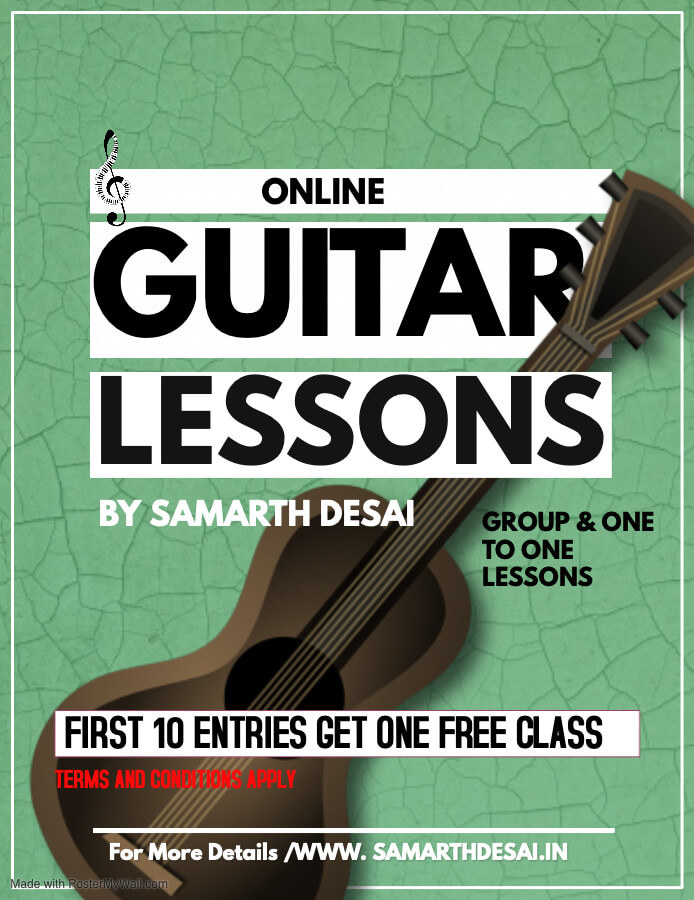 ONLINE
GUITAR
LESSONS
BY SAMARTH DESAI
GROUP & ONE
TO ONE
LESSONS
FIRST 10 ENTRIES GET ONE FREE CLASS
TERMS AND CONDITIONS APPLY
For More Details /WWW. SAMARTHDESAI.IN
Made with PosterMyWall.com